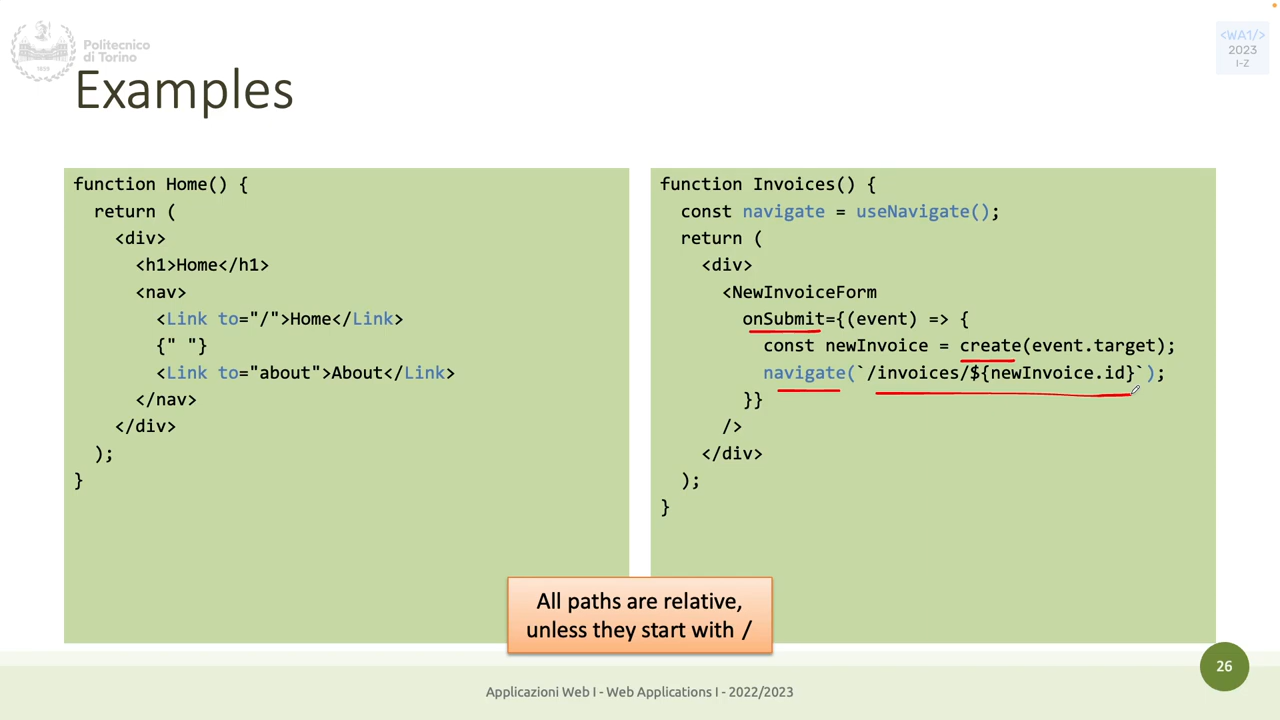 Politecnico
di Torino
1859
<WA1/>
2023
I-Z
Examples
function Home() {
  return (
    <div>
      <h1>Home</h1>
      <nav>
        <Link to="/">Home</Link>
        {" "}
        <Link to="about">About</Link>
      </nav>
    </div>
  );
}
function Invoices() {
  const navigate = useNavigate();
  return (
    <div>
      <NewInvoiceForm
        onSubmit={(event) => {
          const newInvoice = create(event.target);
          navigate(`/invoices/${newInvoice.id}`);
        }}
      />
    </div>
  );
}
All paths are relative,
unless they start with /
Applicazioni Web I - Web Applications I - 2022/2023
26